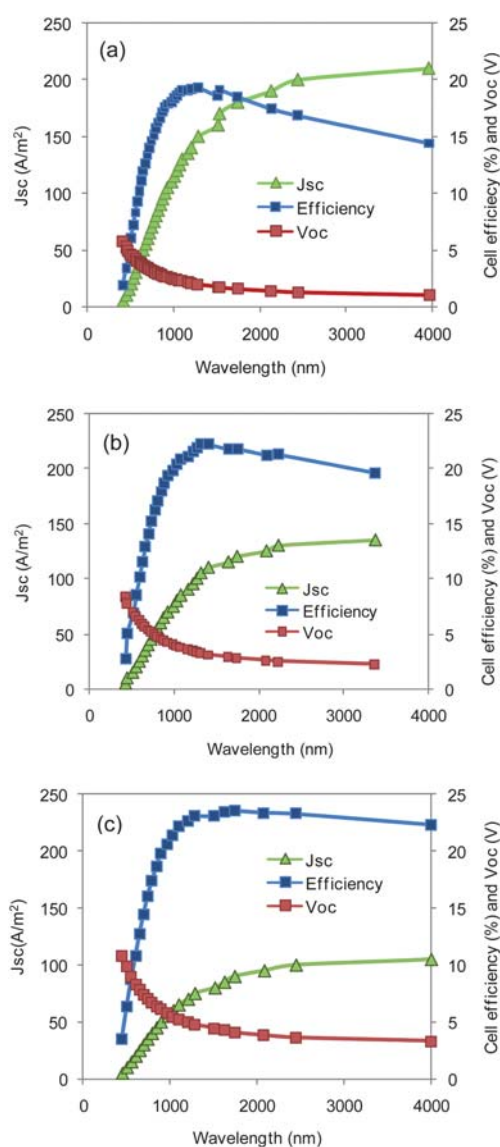 (a)
250
200
150
100
50
0
Jsc (A/m²)
25
20
15
10
5
0
Cell efficiecy (%) and Voc (V)
Jsc
Efficiency
Voc
0 1000 2000 3000 4000
Wavelength (nm)
(b)
250
200
150
100
50
0
Jsc (A/m²)
25
20
15
10
5
0
Cell efficiency (%) and Voc (V)
Jsc
Efficiency
Voc
0 1000 2000 3000 4000
Wavelength (nm)
(c)
250
200
150
100
50
0
Jsc(A/m²)
25
20
15
10
5
0
Cell efficiency (%) and Voc (V)
Jsc
Efficiency
Voc
0 1000 2000 3000 4000
Wavelength (nm)